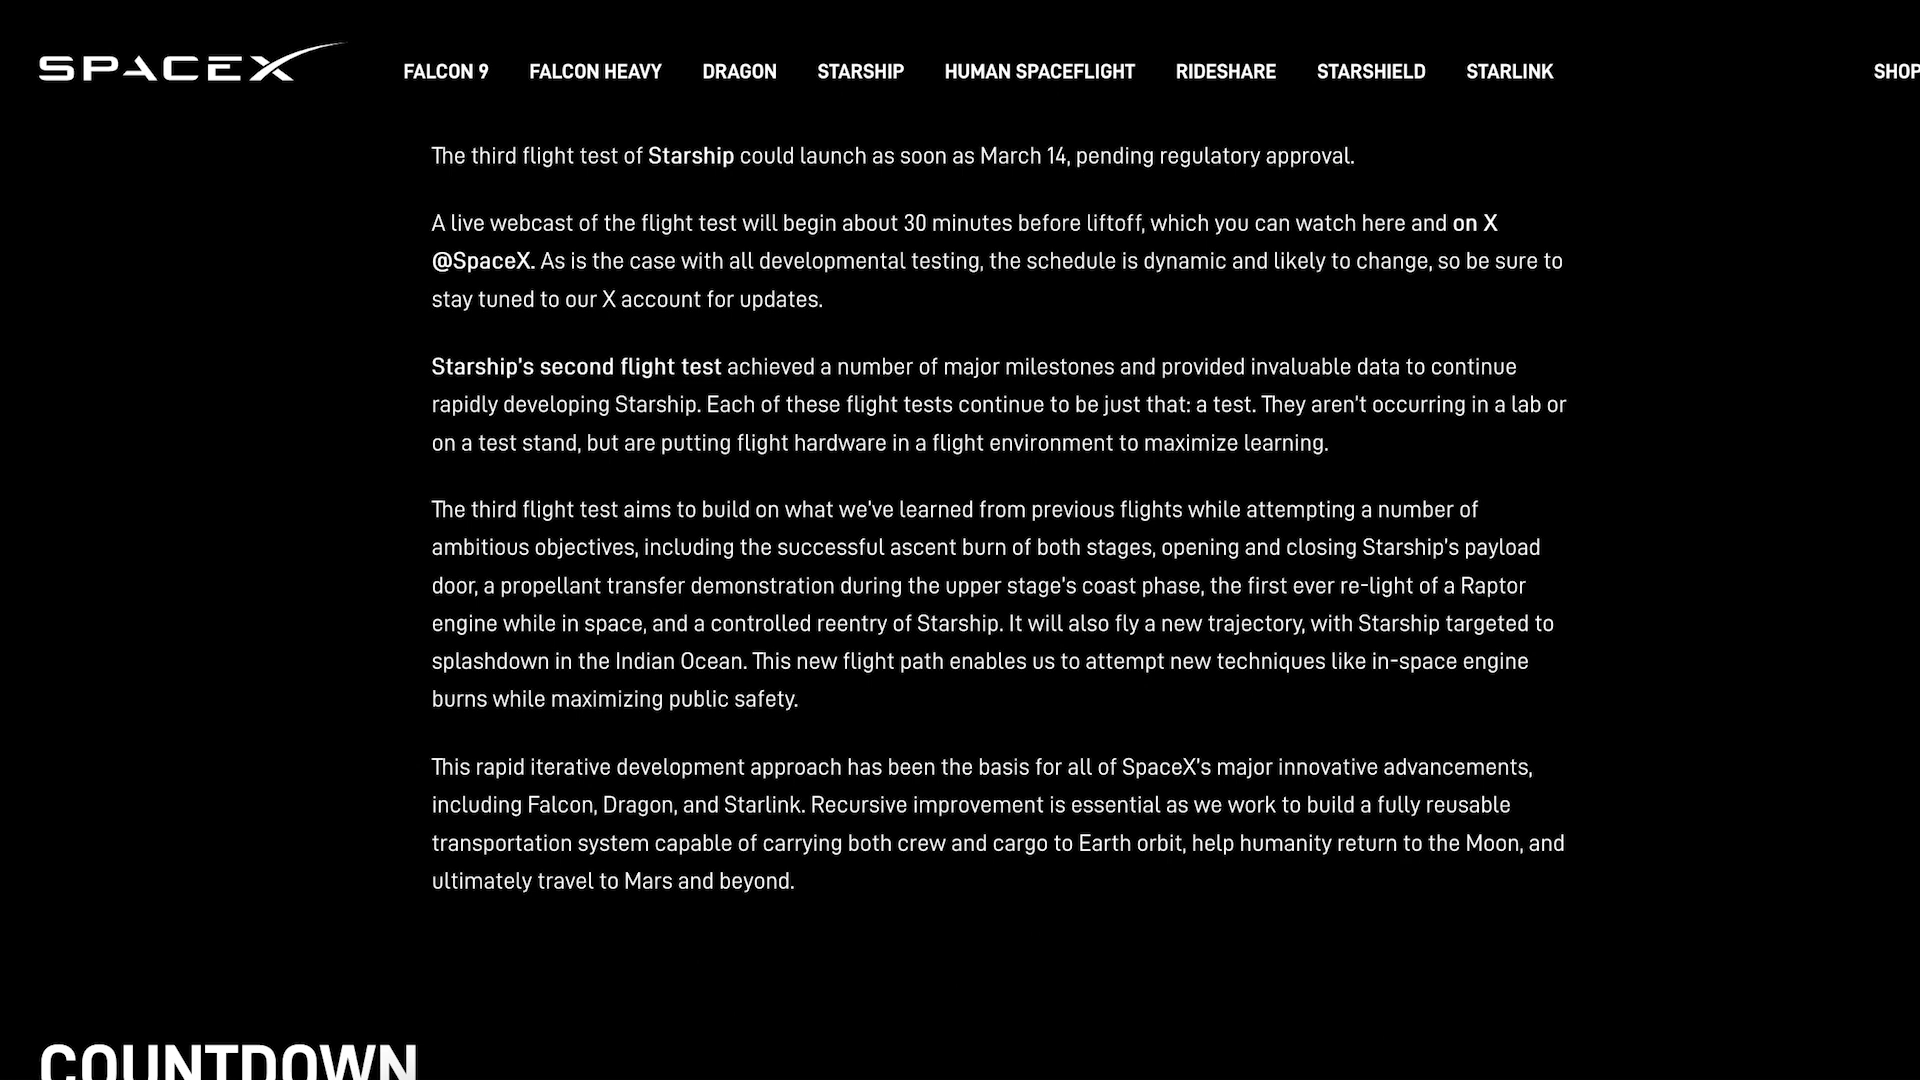 SPACEX
FALCON 9 FALCON HEAVY DRAGON STARSHIP HUMAN SPACEFLIGHT RIDESHARE STARSHIELD STARLINK SHOP
The third flight test of Starship could launch as soon as March 14, pending regulatory approval.
A live webcast of the flight test will begin about 30 minutes before liftoff, which you can watch here and on X
@SpaceX. As is the case with all developmental testing, the schedule is dynamic and likely to change, so be sure to
stay tuned to our X account for updates.
Starship's second flight test achieved a number of major milestones and provided invaluable data to continue
rapidly developing Starship. Each of these flight tests continue to be just that: a test. They aren't occurring in a lab or
on a test stand, but are putting flight hardware in a flight environment to maximize learning.
The third flight test aims to build on what we've learned from previous flights while attempting a number of
ambitious objectives, including the successful ascent burn of both stages, opening and closing Starship's payload
door, a propellant transfer demonstration during the upper stage's coast phase, the first ever re-light of a Raptor
engine while in space, and a controlled reentry of Starship. It will also fly a new trajectory, with Starship targeted to
splashdown in the Indian Ocean. This new flight path enables us to attempt new techniques like in-space engine
burns while maximizing public safety.
This rapid iterative development approach has been the basis for all of SpaceX's major innovative advancements,
including Falcon, Dragon, and Starlink. Recursive improvement is essential as we work to build a fully reusable
transportation system capable of carrying both crew and cargo to Earth orbit, help humanity return to the Moon, and
ultimately travel to Mars and beyond.
COUNTDOWN